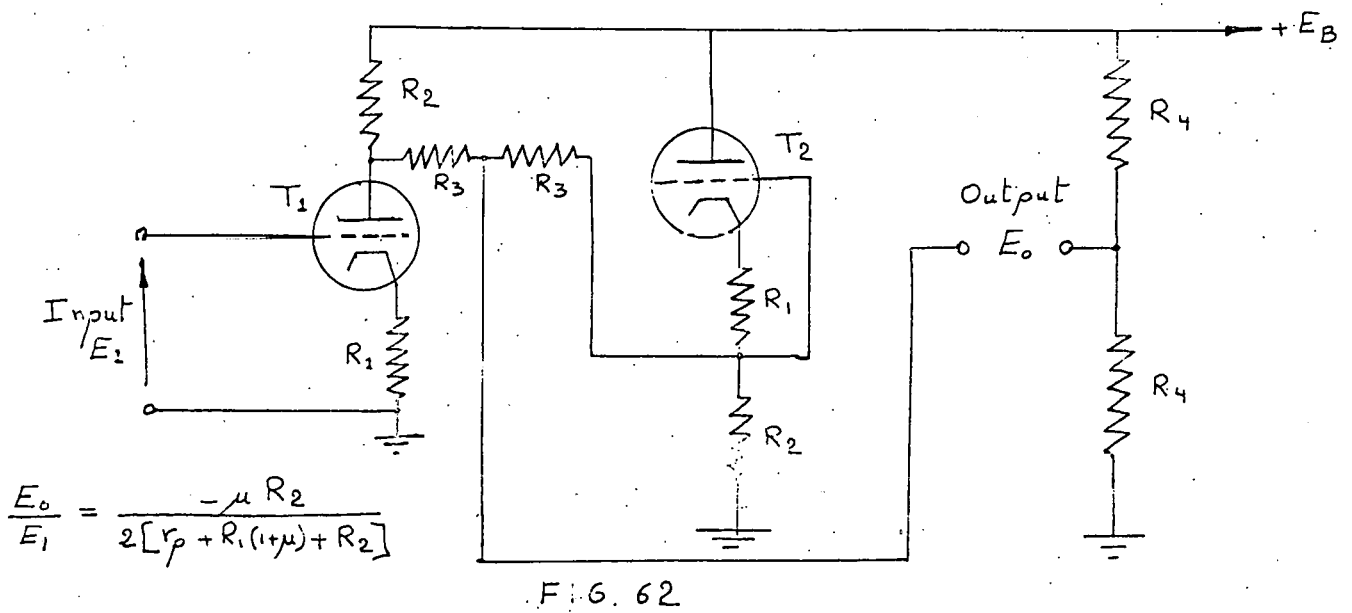 + E_B
R_2
R_4
T_2
R_3 R_3
T_1
Output
E_o
Input
E_1
R_1
R_1
R_4
R_2
E_o / E_1 = -μ R_2 / 2[r_p + R_1(1+μ) + R_2]
FIG. 62